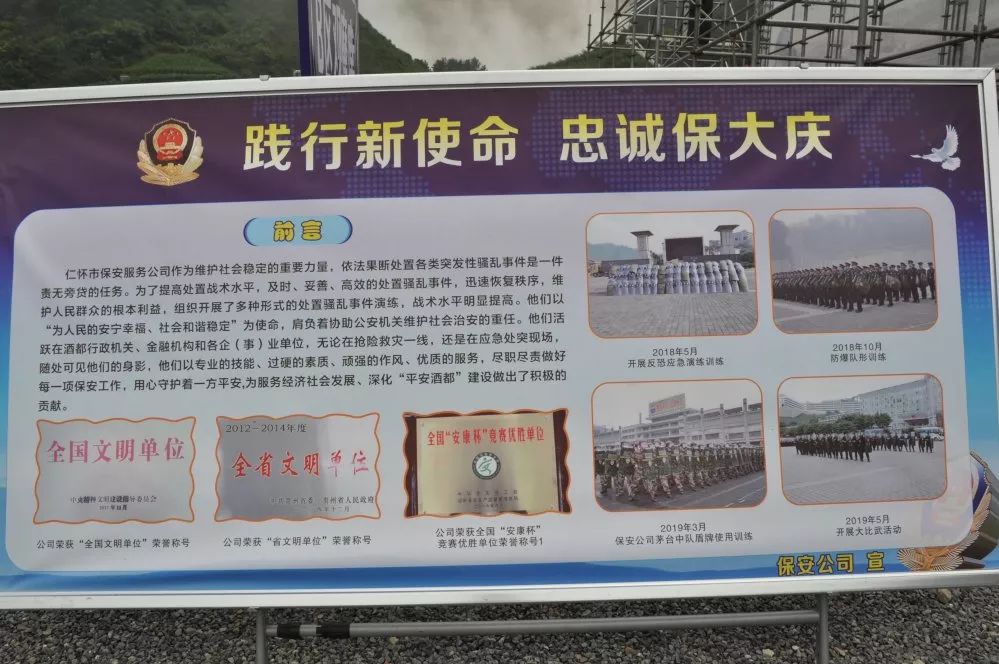 践行新使命 忠诚保大庆
前言
仁怀市保安服务公司作为维护社会稳定的重要力量，依法果断处置各类突发性骚乱事件是一件
责无旁贷的任务。为了提高处置战术水平，及时、妥善、高效的处置骚乱事件，迅速恢复秩序，维
护人民群众的根本利益，组织开展了多种形式的处置骚乱事件演练，战术水平明显提高。他们以
“为人民的安宁幸福、社会和谐稳定”为使命，肩负着协助公安机关维护社会治安的重任。他们活
跃在酒都行政机关、金融机构和各企（事）业单位，无论在抢险救灾一线，还是在应急处突现场，
随处可见他们的身影，他们以专业的技能、过硬的素质、顽强的作风、优质的服务，尽职尽责做好
每一项保安工作，用心守护着一方平安,为服务经济社会发展、深化“平安酒都”建设做出了积极的
贡献。
全国文明单位
公司荣获“全国文明单位”荣誉称号
2012-2014年度
全省文明单位
公司荣获“省文明单位”荣誉称号
全国“安康杯”竞赛优胜单位
公司荣获全国“安康杯”
竞赛优胜单位荣誉称号1
2018年5月
开展反恐应急演练训练
2018年10月
防爆队形训练
2019年3月
保安公司茅台中队盾牌使用训练
2019年5月
开展大比武活动
保安公司 宣